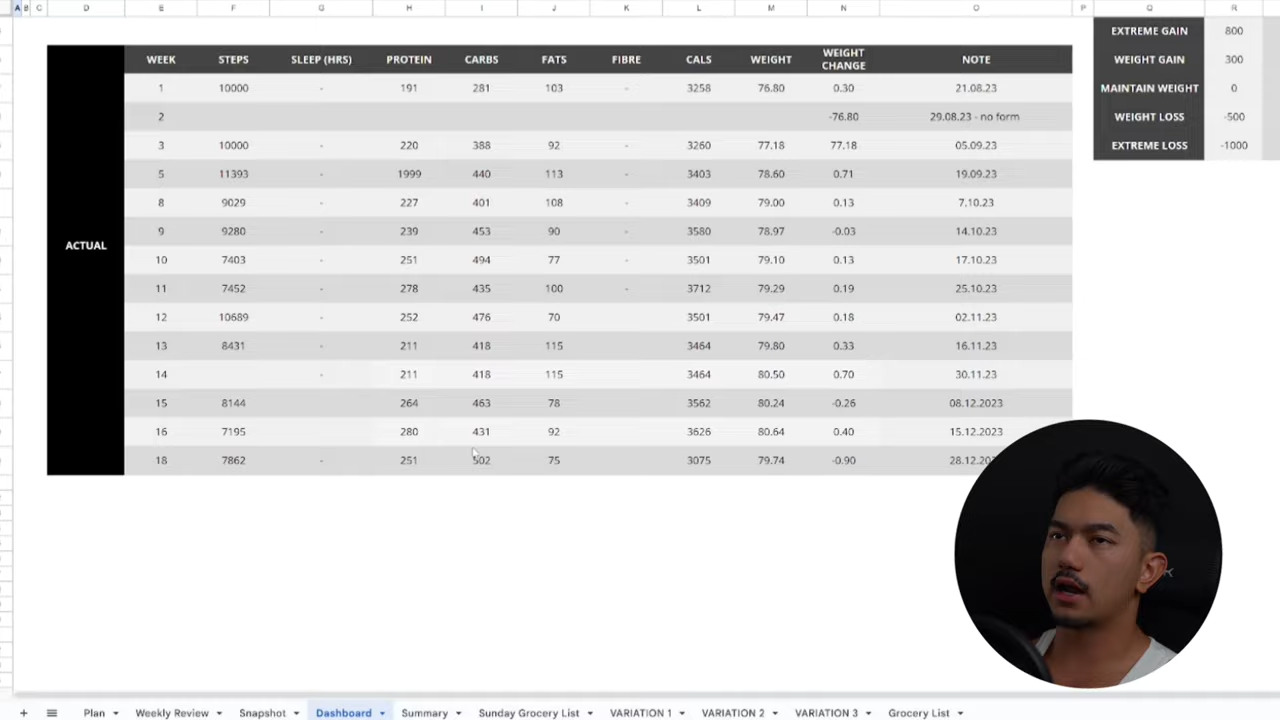 A B C D E F G H I J K L M N O P Q R
WEEK STEPS SLEEP (HRS) PROTEIN CARBS FATS FIBRE CALS WEIGHT WEIGHT CHANGE NOTE
1 10000 - 191 281 103 - 3258 76.80 0.30 21.08.23
2 -76.80 29.08.23 - no form
3 10000 - 220 388 92 - 3260 77.18 77.18 05.09.23
5 11393 - 1999 440 113 - 3403 78.60 0.71 19.09.23
8 9029 - 227 401 108 - 3409 79.00 0.13 7.10.23
9 9280 - 239 453 90 - 3580 78.97 -0.03 14.10.23
ACTUAL
10 7403 - 251 494 77 - 3501 79.10 0.13 17.10.23
11 7452 - 278 435 100 - 3712 79.29 0.19 25.10.23
12 10689 - 252 476 70 3501 79.47 0.18 02.11.23
13 8431 - 211 418 115 3464 79.80 0.33 16.11.23
14 - 211 418 115 3464 80.50 0.70 30.11.23
15 8144 264 463 78 3562 80.24 -0.26 08.12.2023
16 7195 280 431 92 3626 80.64 0.40 15.12.2023
18 7862 - 251 502 75 3075 79.74 -0.90 28.12.20
EXTREME GAIN 800
WEIGHT GAIN 300
MAINTAIN WEIGHT 0
WEIGHT LOSS -500
EXTREME LOSS -1000
+ Plan Weekly Review Snapshot Dashboard Summary Sunday Grocery List VARIATION 1 VARIATION 2 VARIATION 3 Grocery List